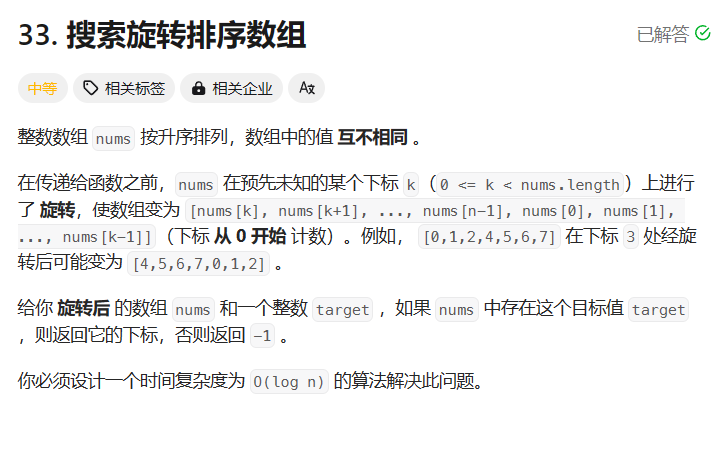 33. 搜索旋转排序数组
已解答
中等 相关标签 相关企业
整数数组 nums 按升序排列，数组中的值 互不相同 。
在传递给函数之前，nums 在预先未知的某个下标 k（0 <= k < nums.length）上进行
了 旋转，使数组变为 [nums[k], nums[k+1], ..., nums[n-1], nums[0], nums[1],
..., nums[k-1]]（下标 从 0 开始 计数）。例如， [0,1,2,4,5,6,7] 在下标 3 处经旋
转后可能变为 [4,5,6,7,0,1,2] 。
给你 旋转后 的数组 nums 和一个整数 target ，如果 nums 中存在这个目标值 target
，则返回它的下标，否则返回 -1 。
你必须设计一个时间复杂度为 O(log n) 的算法解决此问题。